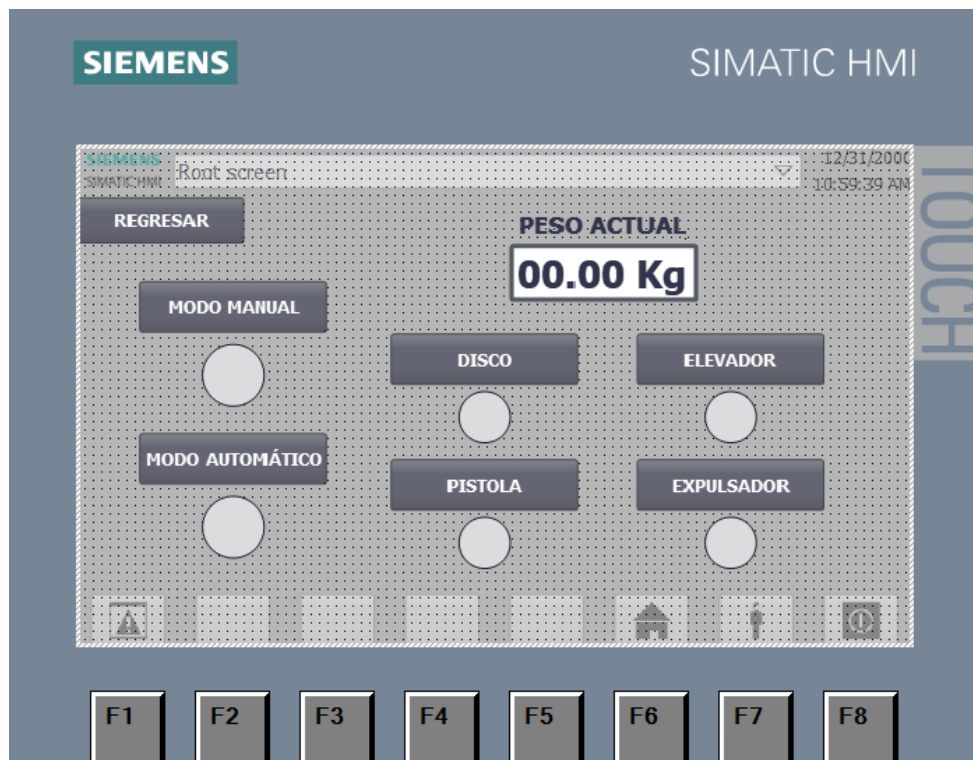 SIEMENS
SIMATIC HMI
SIEMENS
SIMATIC HMI
Root screen
12/31/2000
10:59:39 AM
TOUCH
REGRESAR
PESO ACTUAL
00.00 Kg
MODO MANUAL
DISCO
ELEVADOR
MODO AUTOMÁTICO
PISTOLA
EXPULSADOR
F1
F2
F3
F4
F5
F6
F7
F8